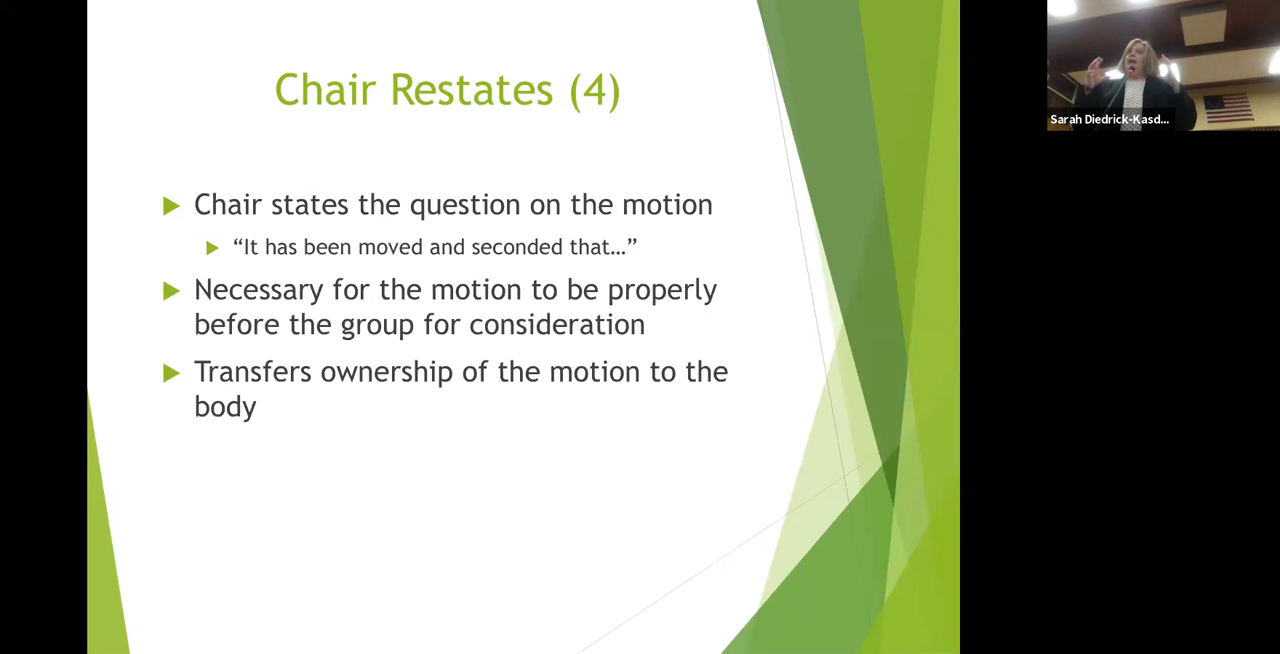 Chair Restates (4)
Chair states the question on the motion
“It has been moved and seconded that…”
Necessary for the motion to be properly
before the group for consideration
Transfers ownership of the motion to the
body
Sarah Diedrick-Kasd...